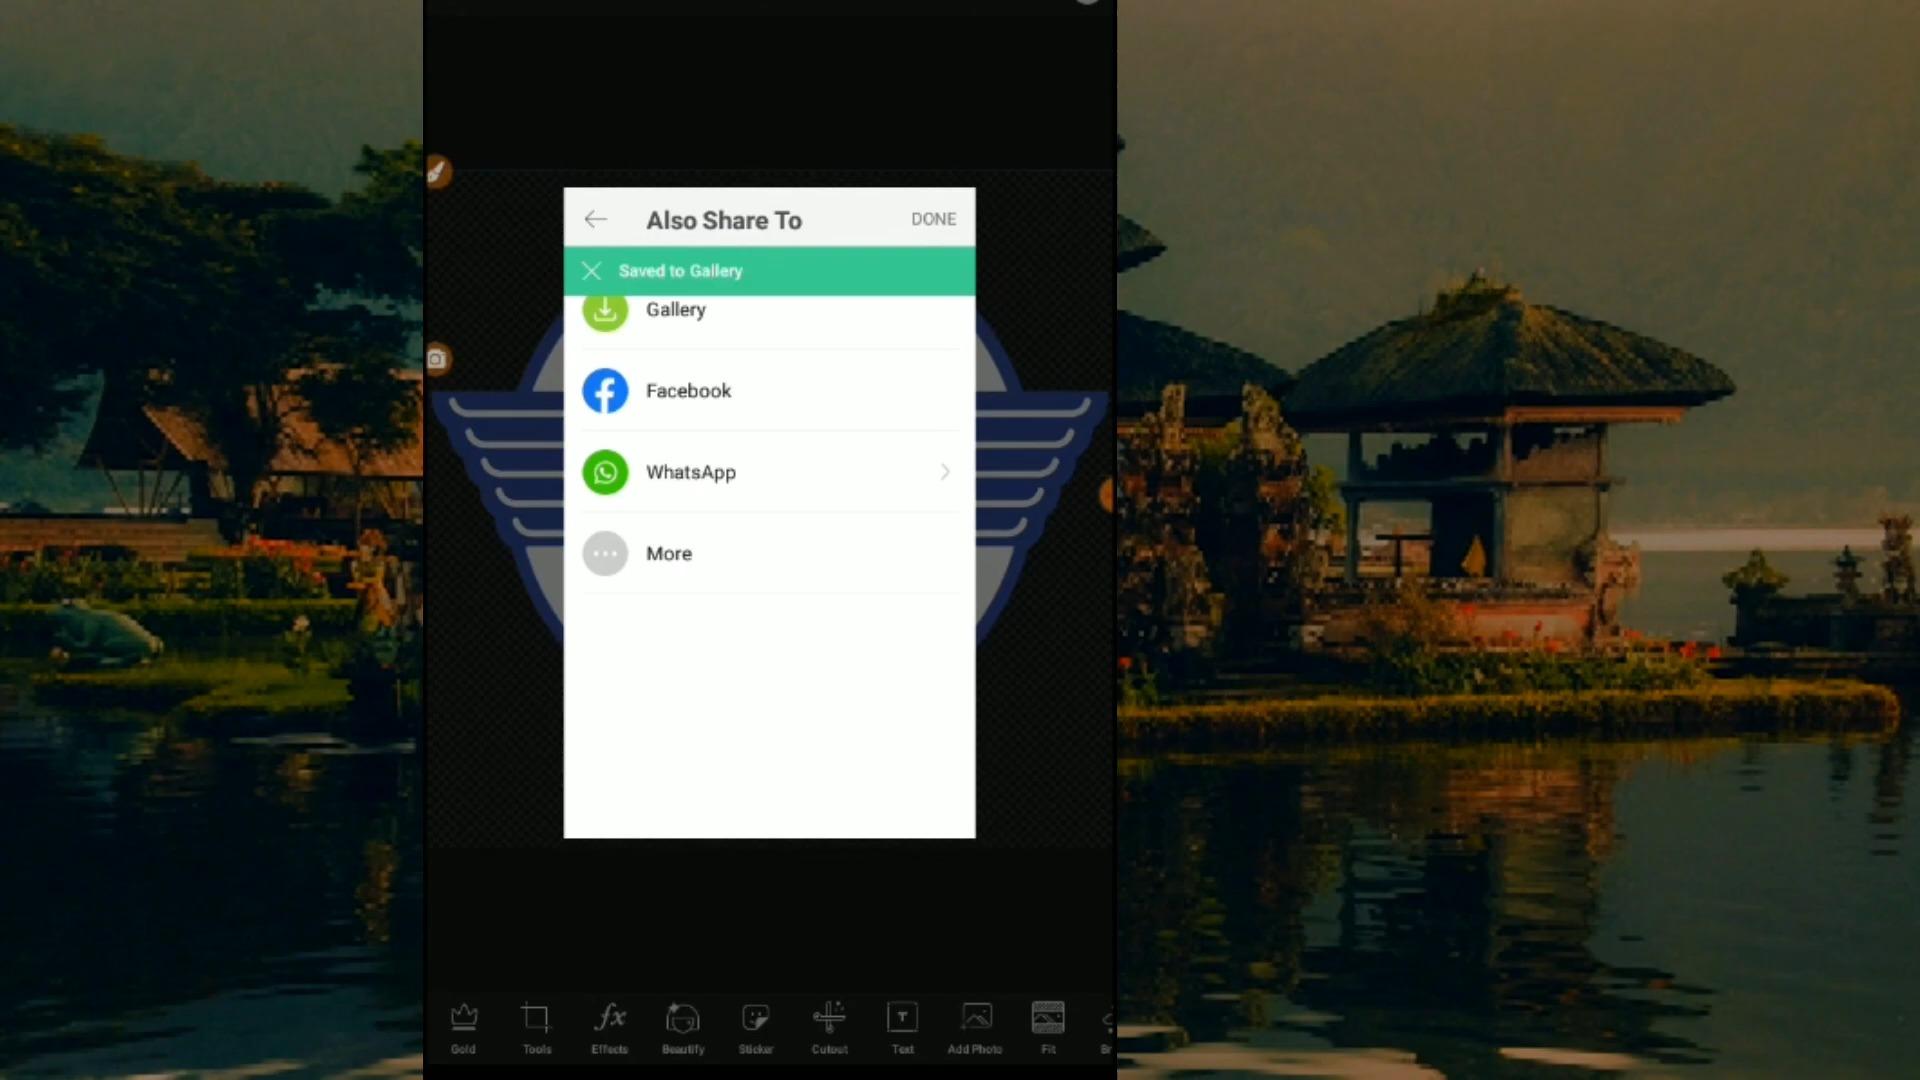 Also Share To
DONE
Saved to Gallery
Gallery
Facebook
WhatsApp
More
Gold
Tools
Effects
Beautify
Sticker
Cutout
Text
Add Photo
Fit